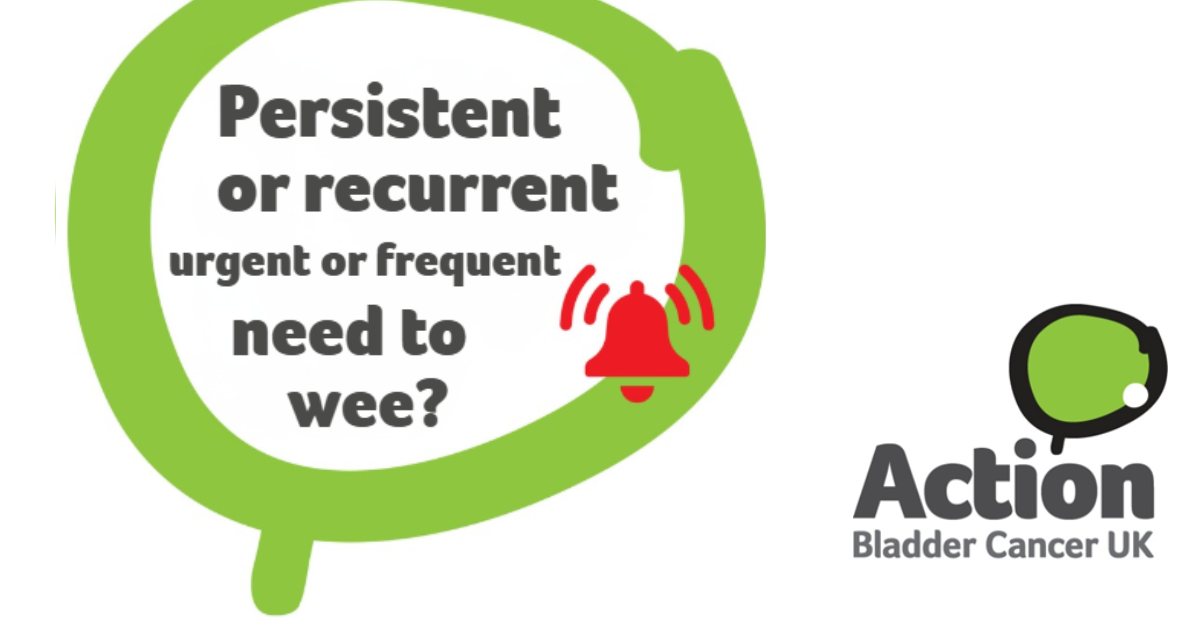 Persistent
or recurrent
urgent or frequent
need to
wee?
Action
Bladder Cancer UK